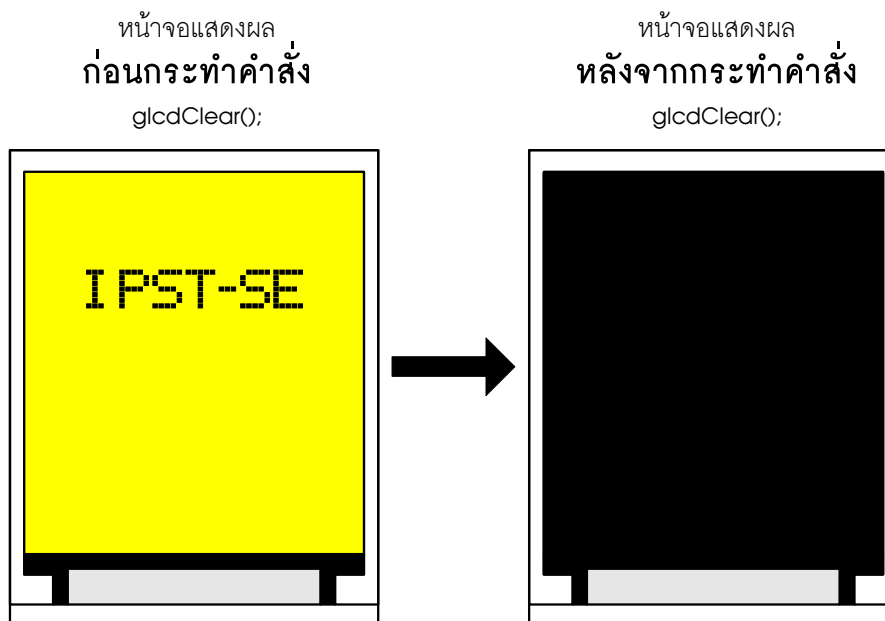 หน้าจอแสดงผล
ก่อนกระทำคำสั่ง
glcdClear();
IPST-SE
หน้าจอแสดงผล
หลังจากกระทำคำสั่ง
glcdClear();